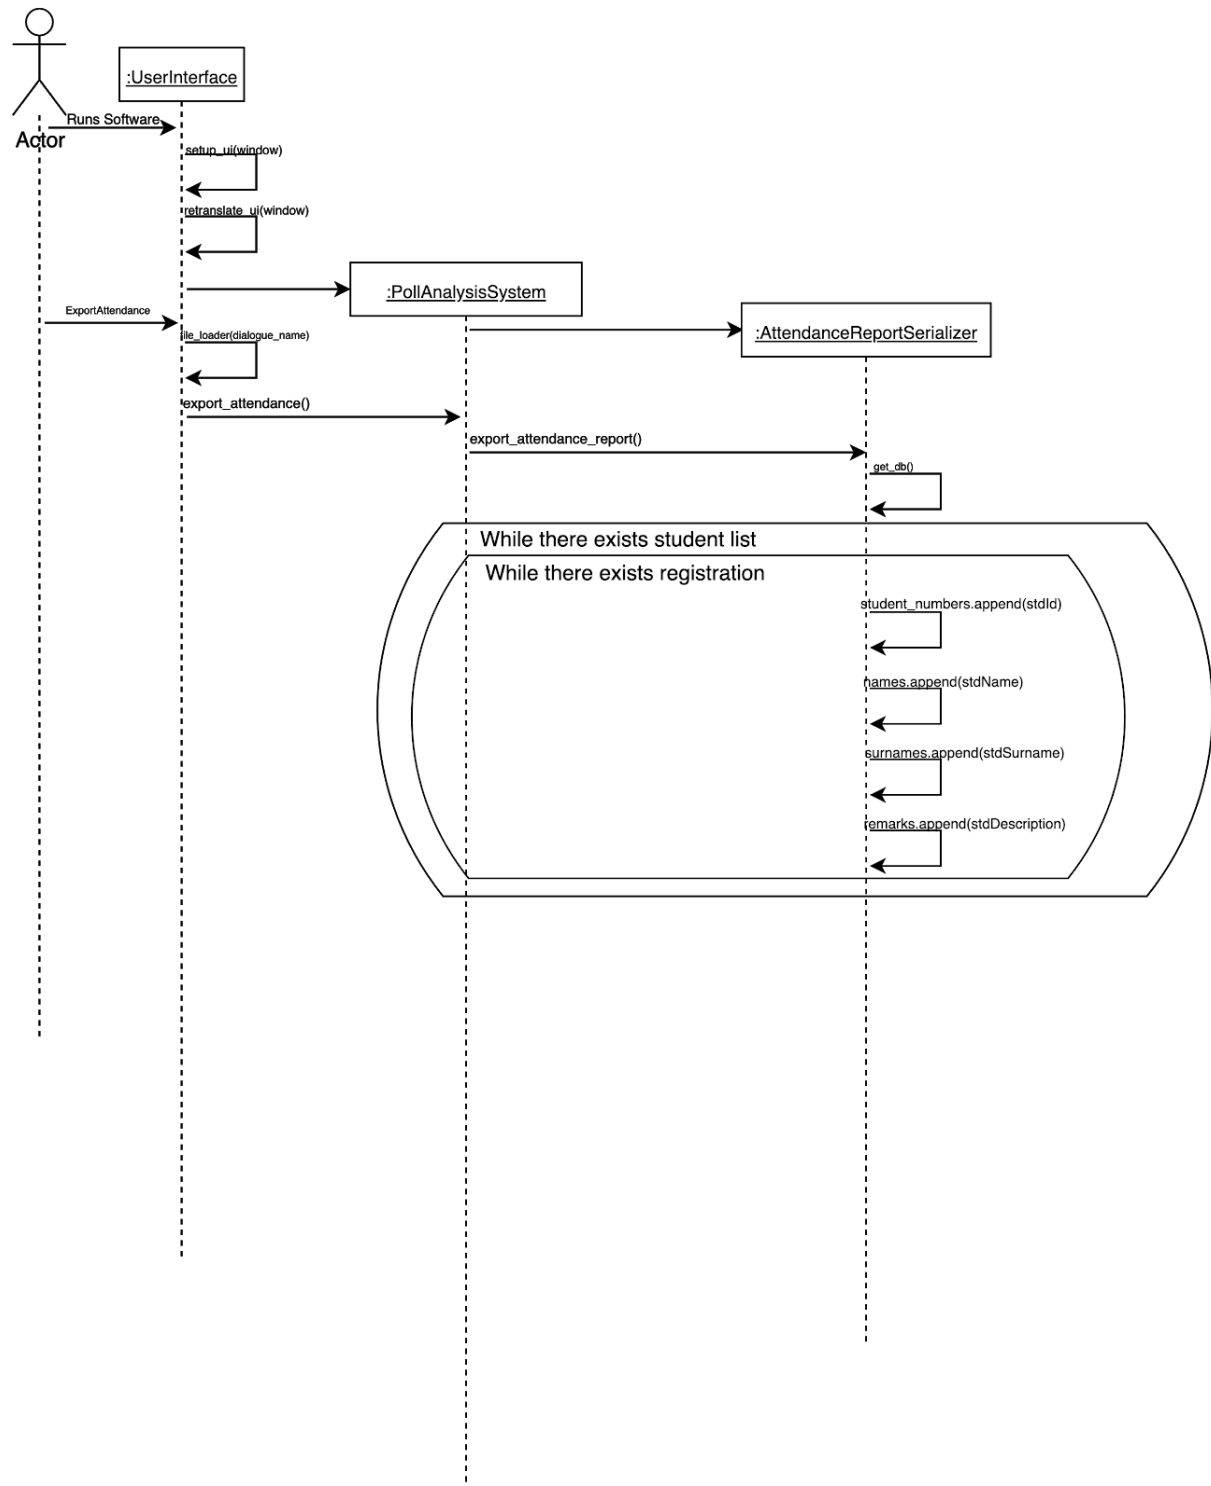 :UserInterface
Runs Software
Actor
setup_ui(window)
retranslate_ui(window)
:PollAnalysisSystem
ExportAttendance
:AttendanceReportSerializer
file_loader(dialogue_name)
export_attendance()
export_attendance_report()
get_db()
While there exists student list
While there exists registration
student_numbers.append(stdId)
names.append(stdName)
surnames.append(stdSurname)
remarks.append(stdDescription)